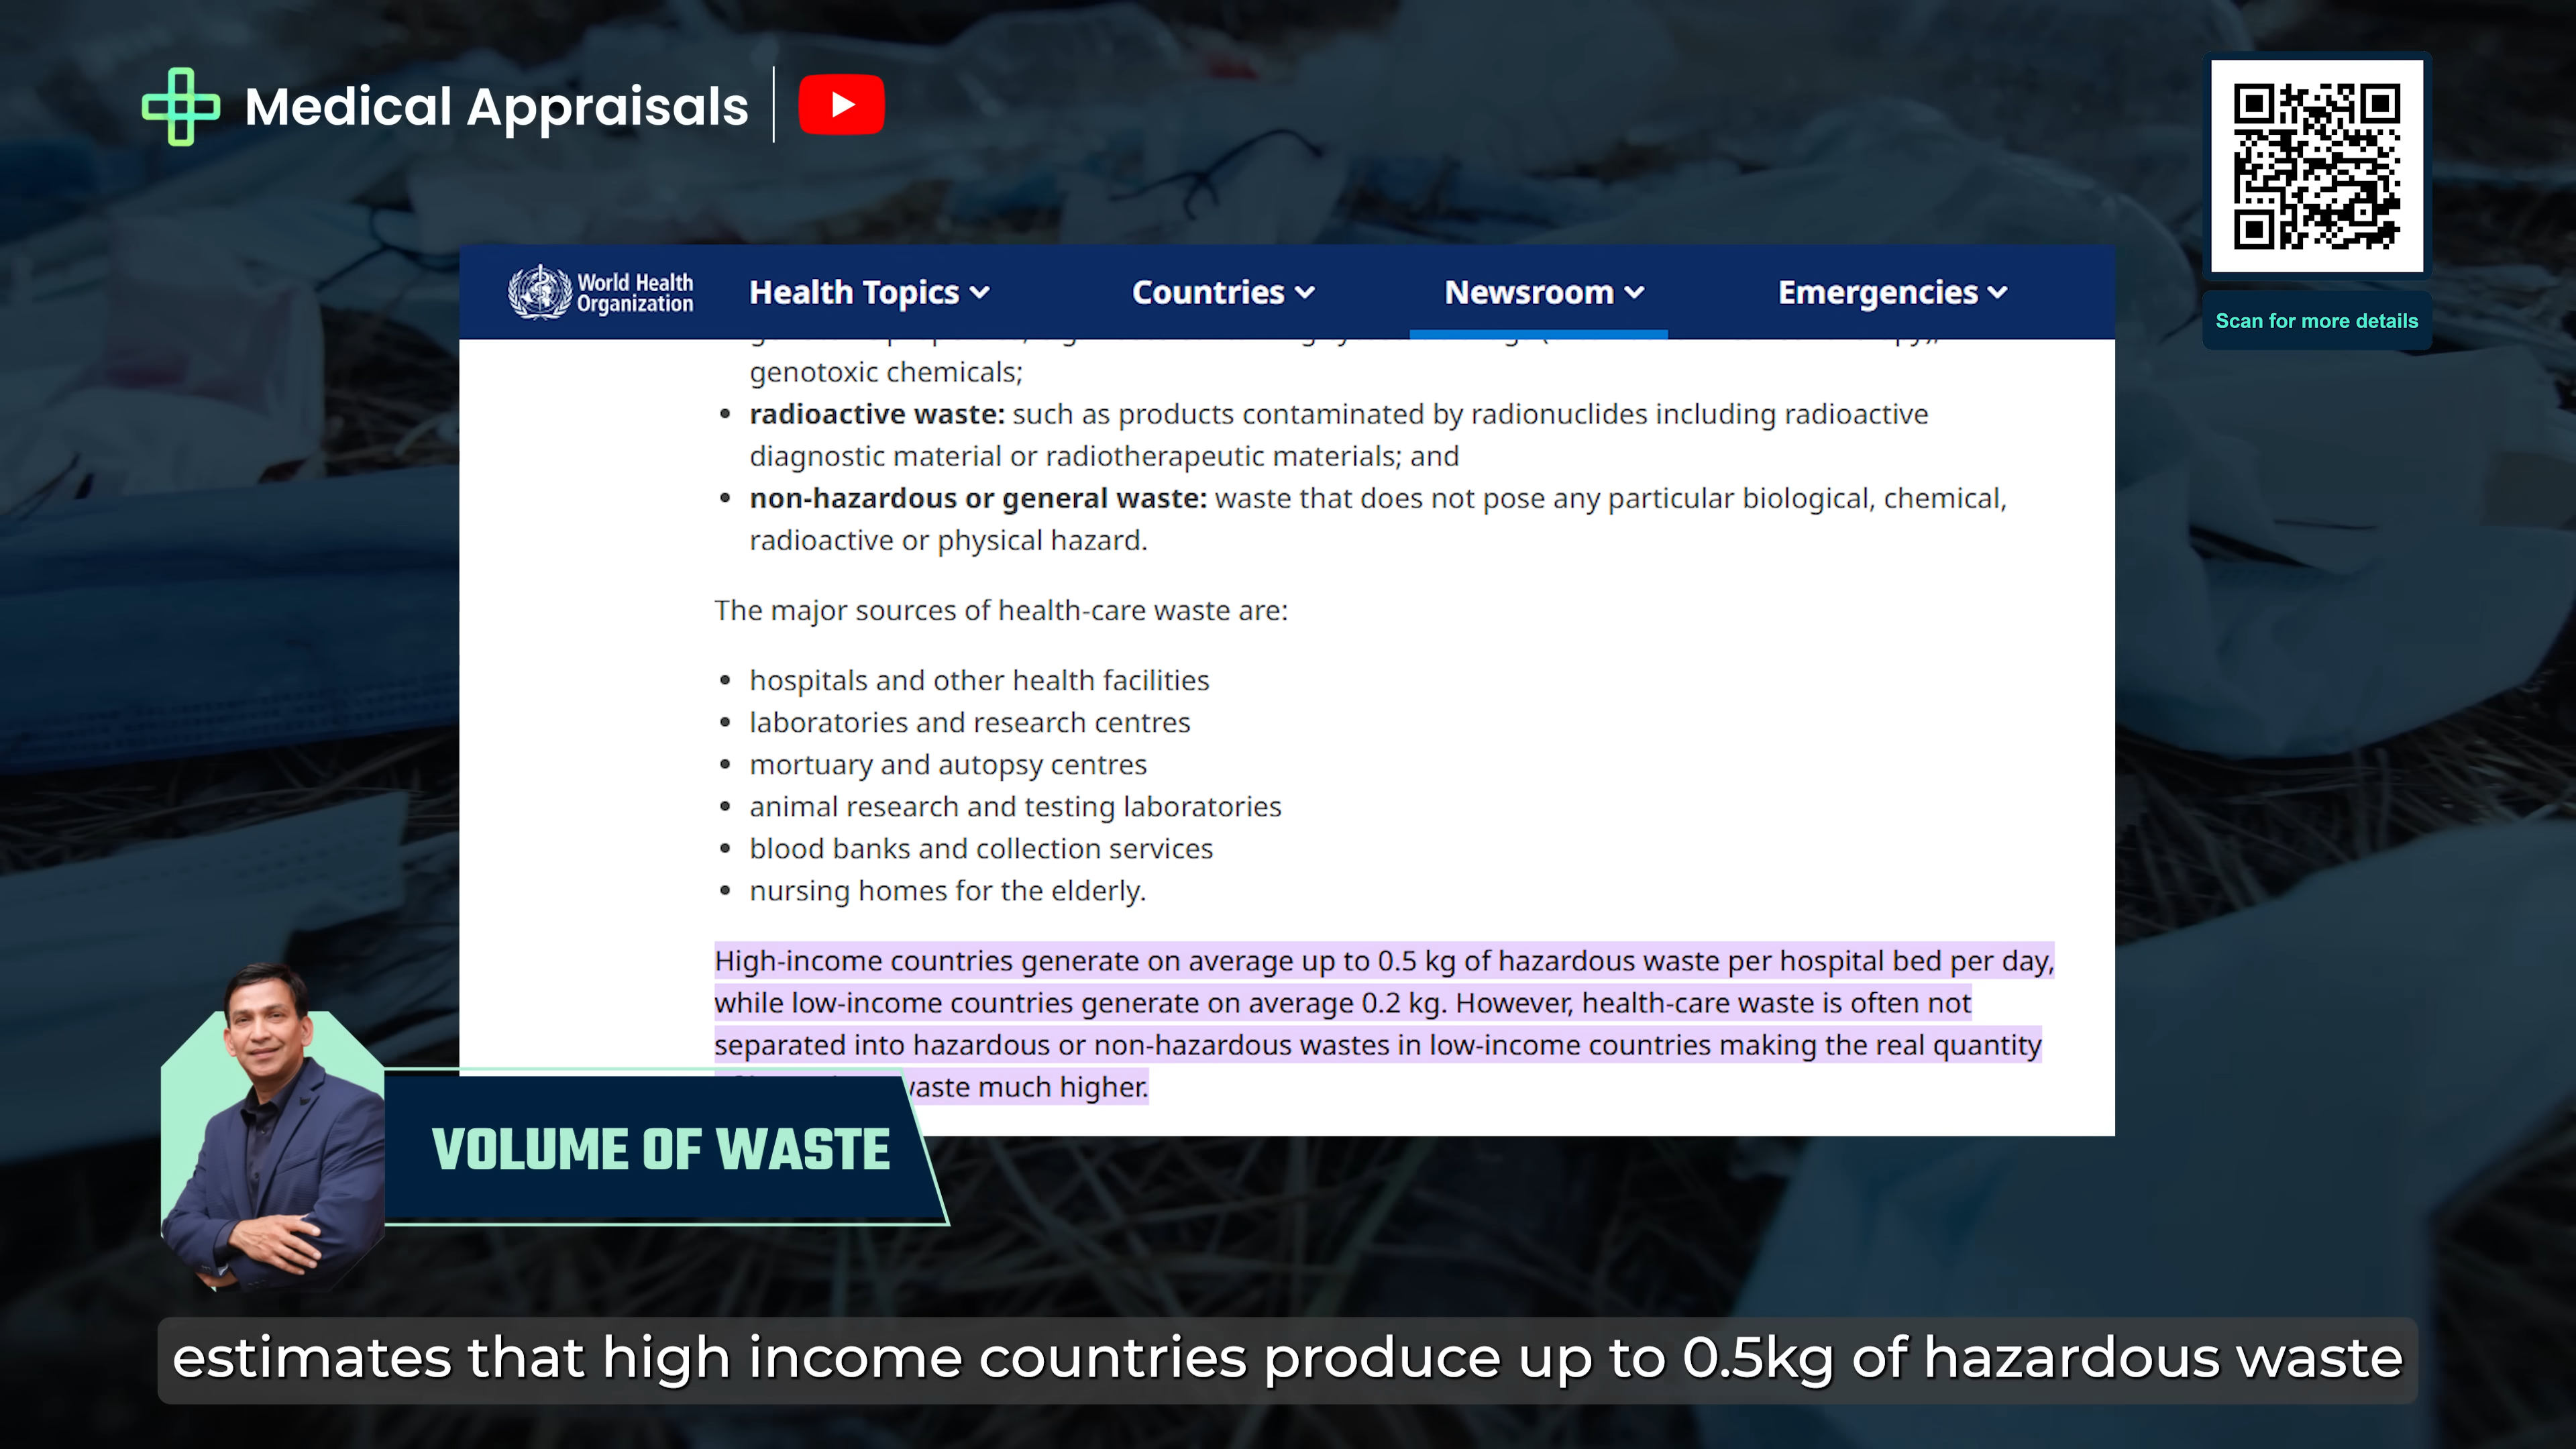 Medical Appraisals
Scan for more details
World Health
Organization
Health Topics
Countries
Newsroom
Emergencies
genotoxic chemicals;
• radioactive waste: such as products contaminated by radionuclides including radioactive
diagnostic material or radiotherapeutic materials; and
• non-hazardous or general waste: waste that does not pose any particular biological, chemical,
radioactive or physical hazard.
The major sources of health-care waste are:
• hospitals and other health facilities
• laboratories and research centres
• mortuary and autopsy centres
• animal research and testing laboratories
• blood banks and collection services
• nursing homes for the elderly.
High-income countries generate on average up to 0.5 kg of hazardous waste per hospital bed per day,
while low-income countries generate on average 0.2 kg. However, health-care waste is often not
separated into hazardous or non-hazardous wastes in low-income countries making the real quantity
waste much higher.
VOLUME OF WASTE
estimates that high income countries produce up to 0.5kg of hazardous waste